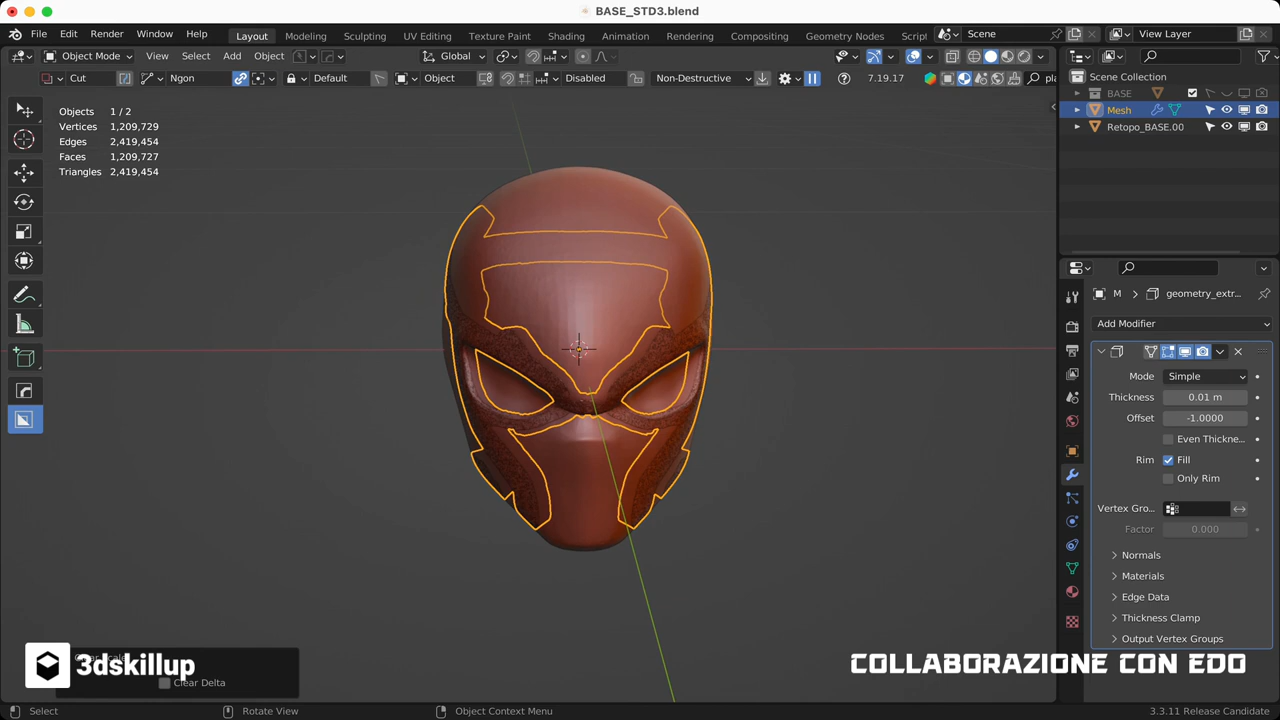 BASE_STD3.blend
File Edit Render Window Help Layout Modeling Sculpting UV Editing Texture Paint Shading Animation Rendering Compositing Geometry Nodes Script Scene View Layer
Object Mode View Select Add Object Global
Cut Ngon Default Object Disabled Non-Destructive 7.19.17 pl
Scene Collection
BASE
Mesh
Retopo_BASE.00
Objects 1 / 2
Vertices 1,209,729
Edges 2,419,454
Faces 1,209,727
Triangles 2,419,454
M geometry_extr...
Add Modifier
Mode Simple
Thickness 0.01 m
Offset -1.0000
Even Thickne...
Rim Fill
Only Rim
Vertex Gro...
Factor 0.000
Normals
Materials
Edge Data
Thickness Clamp
Output Vertex Groups
3dskillup
Clear Delta
COLLABORAZIONE CON EDO
Select Rotate View Object Context Menu 3.3.11 Release Candidate